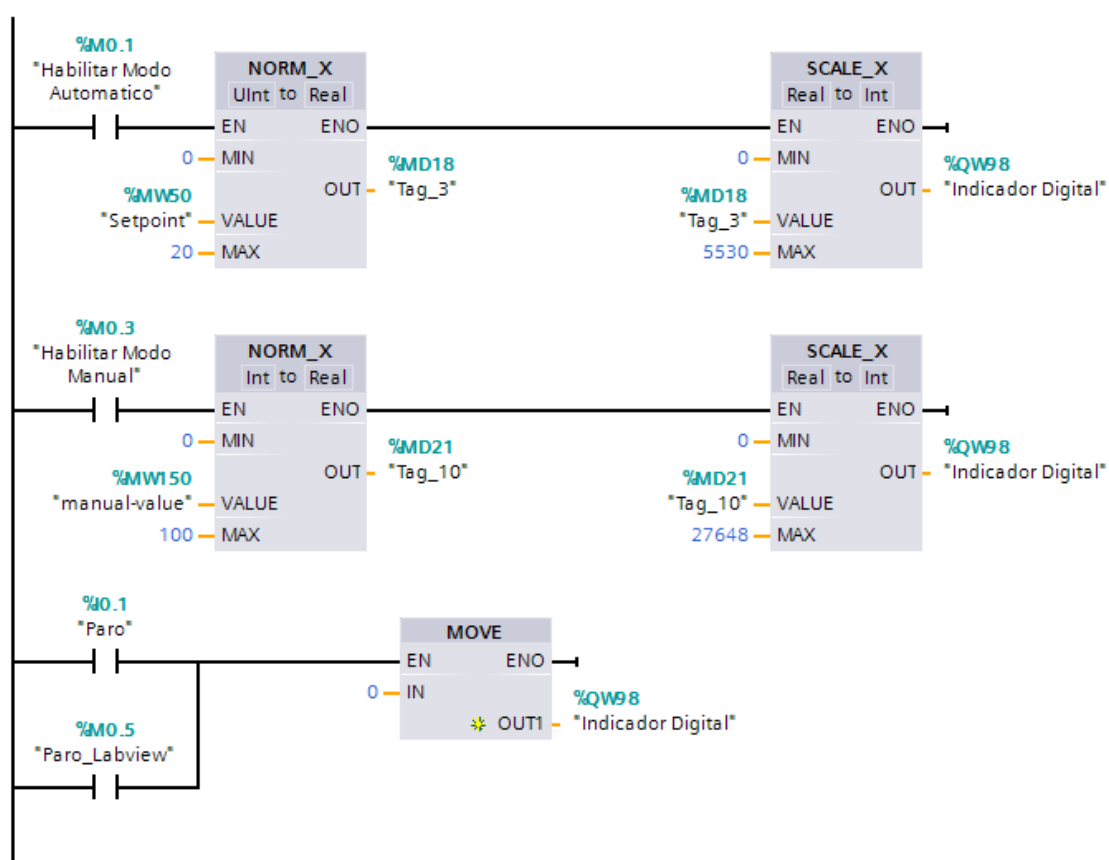 %M0.1
"Habilitar Modo
Automatico"
NORM_X
UInt to Real
EN ENO
0 MIN
%MD18
OUT "Tag_3"
%MW50
"Setpoint" VALUE
20 MAX
SCALE_X
Real to Int
EN ENO
0 MIN
%QW98
OUT "Indicador Digital"
%MD18
"Tag_3" VALUE
5530 MAX
%M0.3
"Habilitar Modo
Manual"
NORM_X
Int to Real
EN ENO
0 MIN
%MD21
OUT "Tag_10"
%MW150
"manual-value" VALUE
100 MAX
SCALE_X
Real to Int
EN ENO
0 MIN
%QW98
OUT "Indicador Digital"
%MD21
"Tag_10" VALUE
27648 MAX
%I0.1
"Paro"
MOVE
EN ENO
0 IN
%QW98
OUT1 "Indicador Digital"
%M0.5
"Paro_Labview"